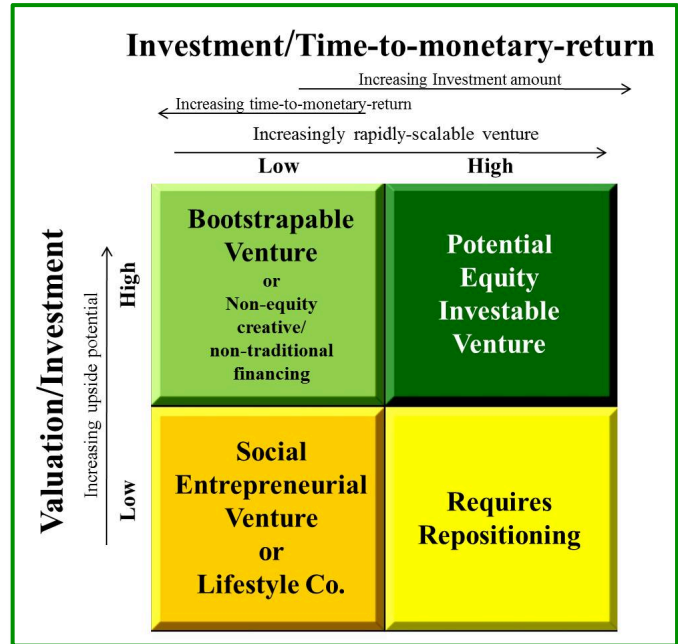 Investment/Time-to-monetary-return
Increasing Investment amount
Increasing time-to-monetary-return
Increasingly rapidly-scalable venture
Low
High
Valuation/Investment
Increasing upside potential
High
Low
Bootstrapable
Venture
or
Non-equity
creative/
non-traditional
financing
Potential
Equity
Investable
Venture
Social
Entrepreneurial
Venture
or
Lifestyle Co.
Requires
Repositioning